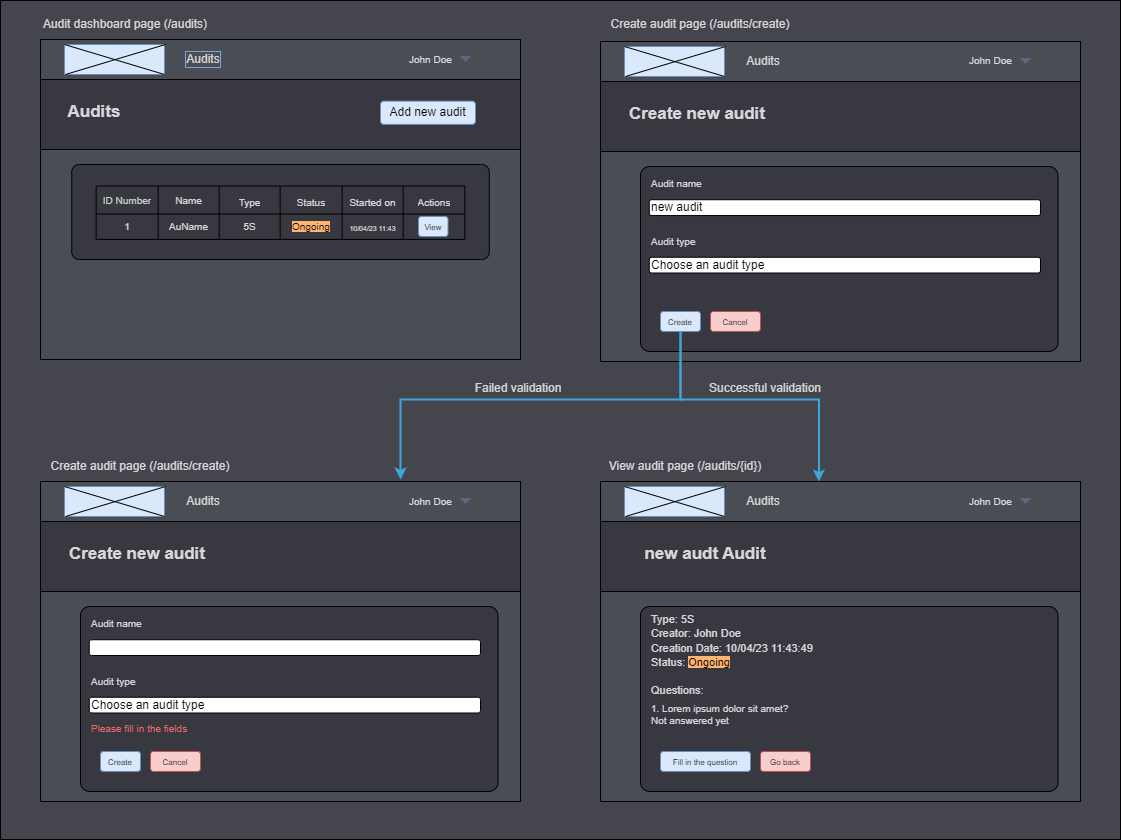 Audit dashboard page (/audits)
Audits
John Doe
Audits
Add new audit
ID Number Name Type Status Started on Actions
1 AuName 5S Ongoing 10/04/23 11:43 View
Create audit page (/audits/create)
Audits
John Doe
Create new audit
Audit name
new audit
Audit type
Choose an audit type
Create
Cancel
Failed validation
Successful validation
Create audit page (/audits/create)
Audits
John Doe
Create new audit
Audit name
Audit type
Choose an audit type
Please fill in the fields
Create
Cancel
View audit page (/audits/{id})
Audits
John Doe
new audt Audit
Type: 5S
Creator: John Doe
Creation Date: 10/04/23 11:43:49
Status: Ongoing
Questions:
1. Lorem ipsum dolor sit amet?
Not answered yet
Fill in the question
Go back